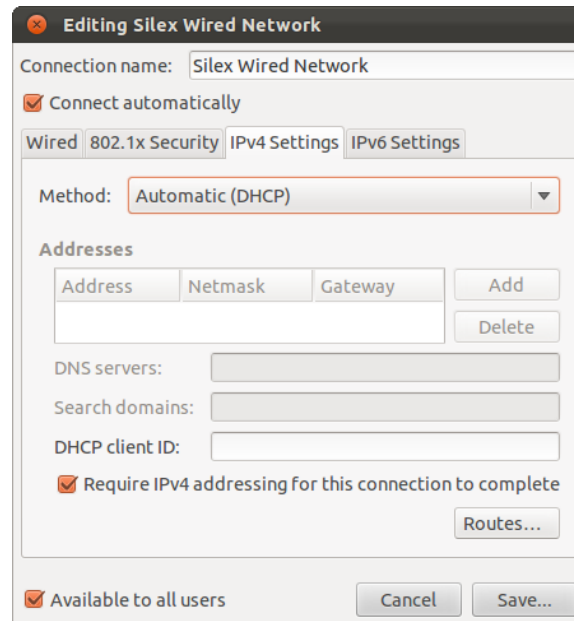 Editing Silex Wired Network
Connection name: Silex Wired Network
Connect automatically
Wired 802.1x Security IPv4 Settings IPv6 Settings
Method: Automatic (DHCP)
Addresses
Address Netmask Gateway Add
Delete
DNS servers:
Search domains:
DHCP client ID:
Require IPv4 addressing for this connection to complete
Routes...
Available to all users Cancel Save...